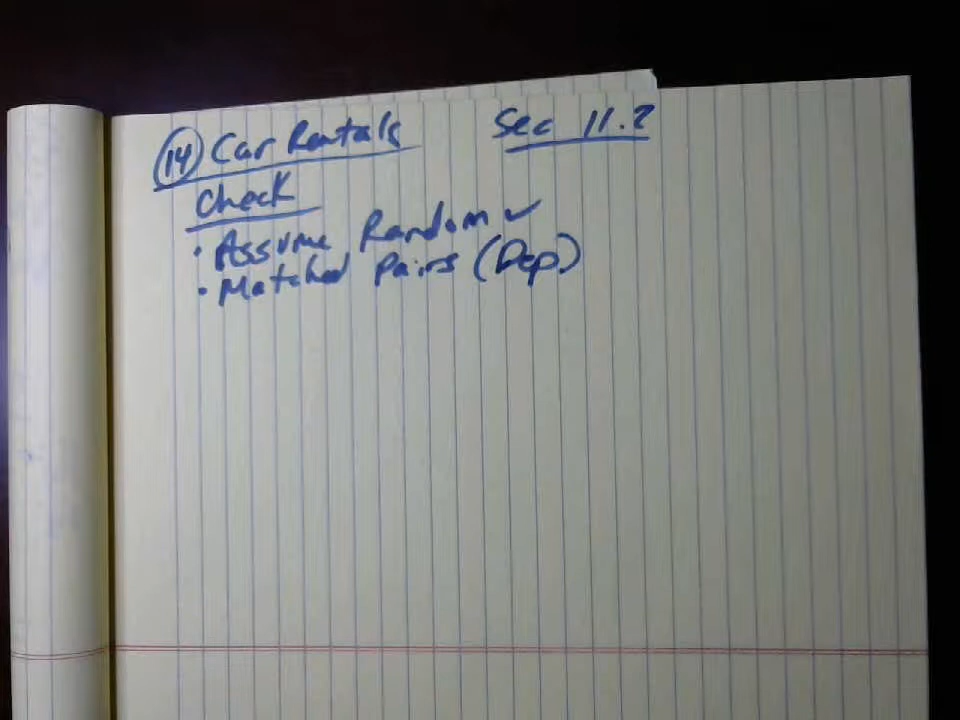 14 Car Rentals Sec 11.2
Check
• Assume Random ✓
• Matched Pairs (Dep)